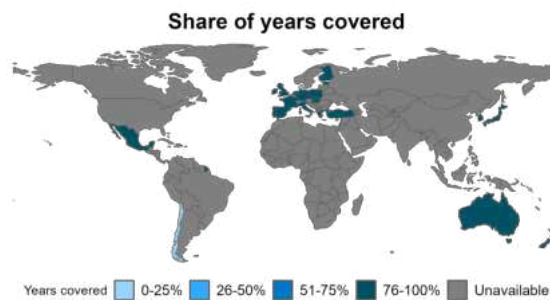 Share of years covered
Years covered 0-25% 26-50% 51-75% 76-100% Unavailable